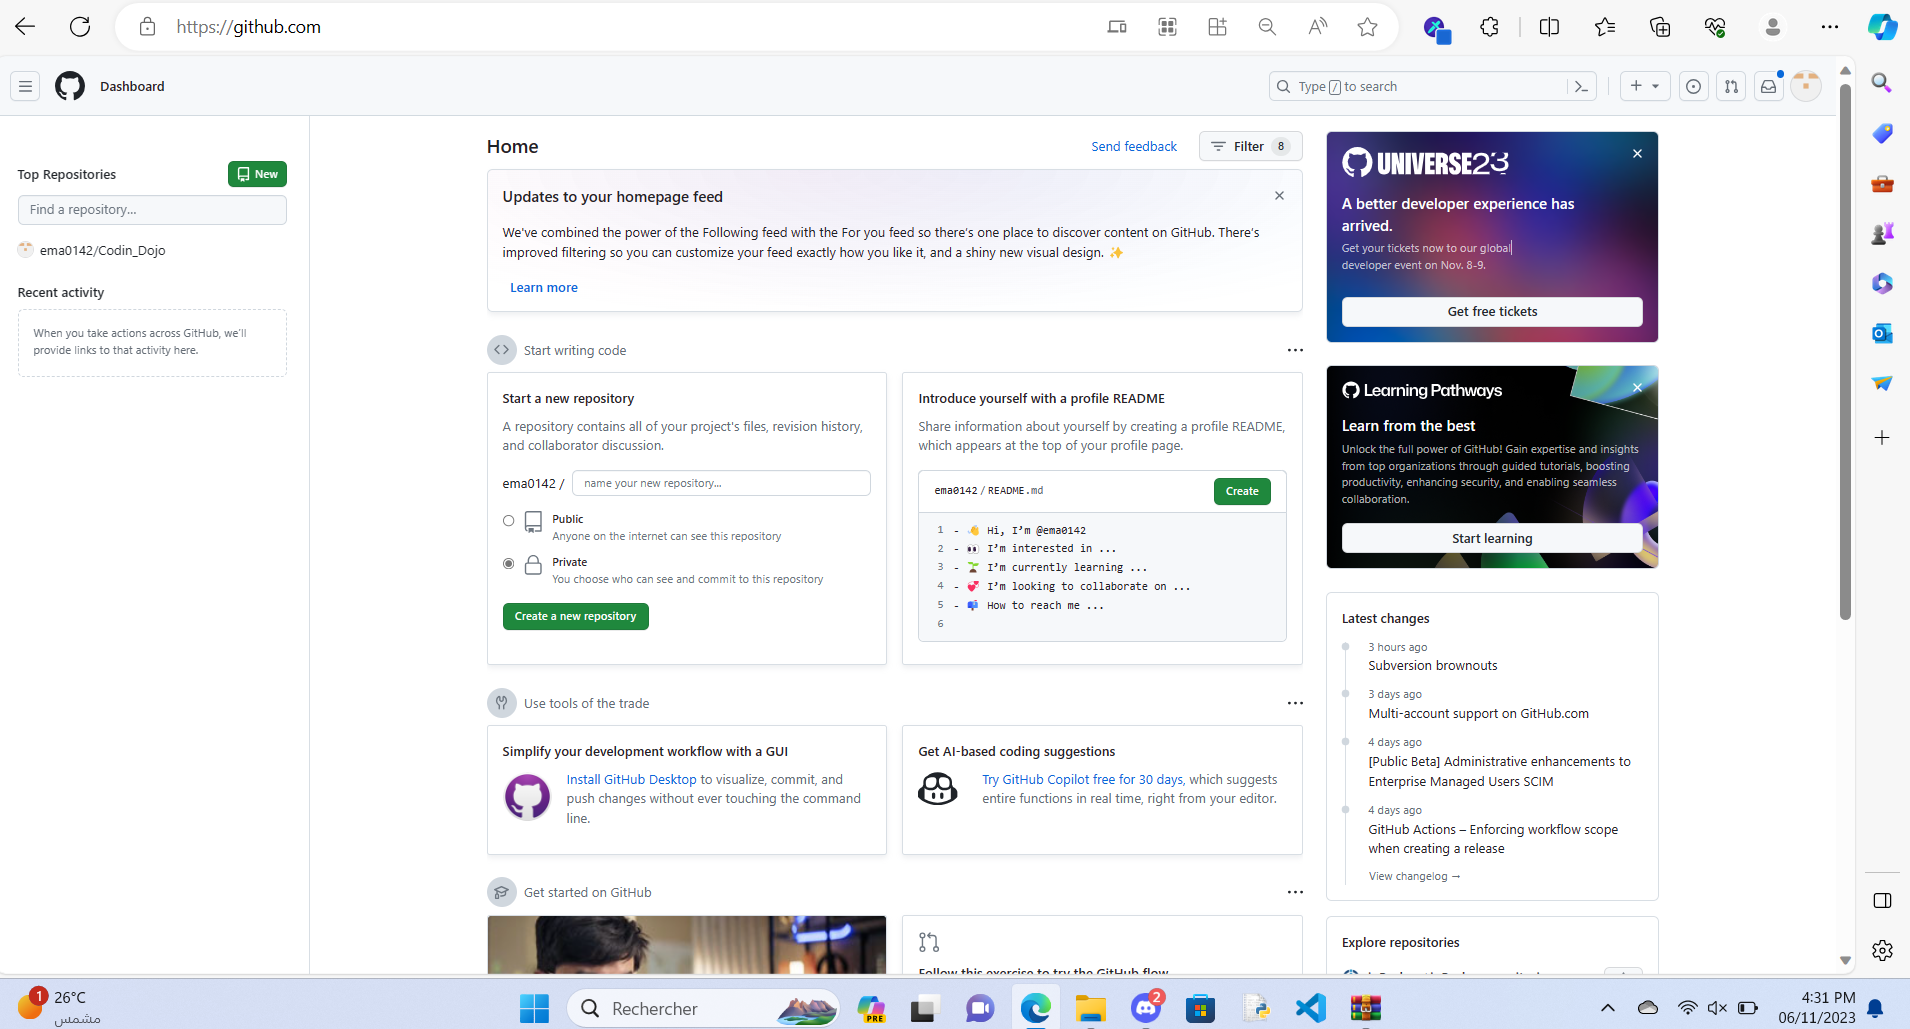 https://github.com
Dashboard
Type / to search
Top Repositories
New
Find a repository...
ema0142/Codin_Dojo
Recent activity
When you take actions across GitHub, we'll
provide links to that activity here.
Home
Send feedback
Filter 8
Updates to your homepage feed
We've combined the power of the Following feed with the For you feed so there's one place to discover content on GitHub. There's
improved filtering so you can customize your feed exactly how you like it, and a shiny new visual design. ✨
Learn more
Start writing code
Start a new repository
A repository contains all of your project's files, revision history,
and collaborator discussion.
ema0142 / name your new repository...
Public
Anyone on the internet can see this repository
Private
You choose who can see and commit to this repository
Create a new repository
Introduce yourself with a profile README
Share information about yourself by creating a profile README,
which appears at the top of your profile page.
ema0142 / README.md
Create
1 - 👋 Hi, I'm @ema0142
2 - 👀 I'm interested in ...
3 - 🌱 I'm currently learning ...
4 - 💞️ I'm looking to collaborate on ...
5 - 📫 How to reach me ...
6
Use tools of the trade
Simplify your development workflow with a GUI
Install GitHub Desktop to visualize, commit, and
push changes without ever touching the command
line.
Get AI-based coding suggestions
Try GitHub Copilot free for 30 days, which suggests
entire functions in real time, right from your editor.
Get started on GitHub
Follow this exercise to try the GitHub flow
UNIVERSE23
A better developer experience has
arrived.
Get your tickets now to our global
developer event on Nov. 8-9.
Get free tickets
Learning Pathways
Learn from the best
Unlock the full power of GitHub! Gain expertise and insights
from top organizations through guided tutorials, boosting
productivity, enhancing security, and enabling seamless
collaboration.
Start learning
Latest changes
3 hours ago
Subversion brownouts
3 days ago
Multi-account support on GitHub.com
4 days ago
[Public Beta] Administrative enhancements to
Enterprise Managed Users SCIM
4 days ago
GitHub Actions – Enforcing workflow scope
when creating a release
View changelog →
Explore repositories
1
26°C
مشمس
Rechercher
PRE
2
4:31 PM
06/11/2023